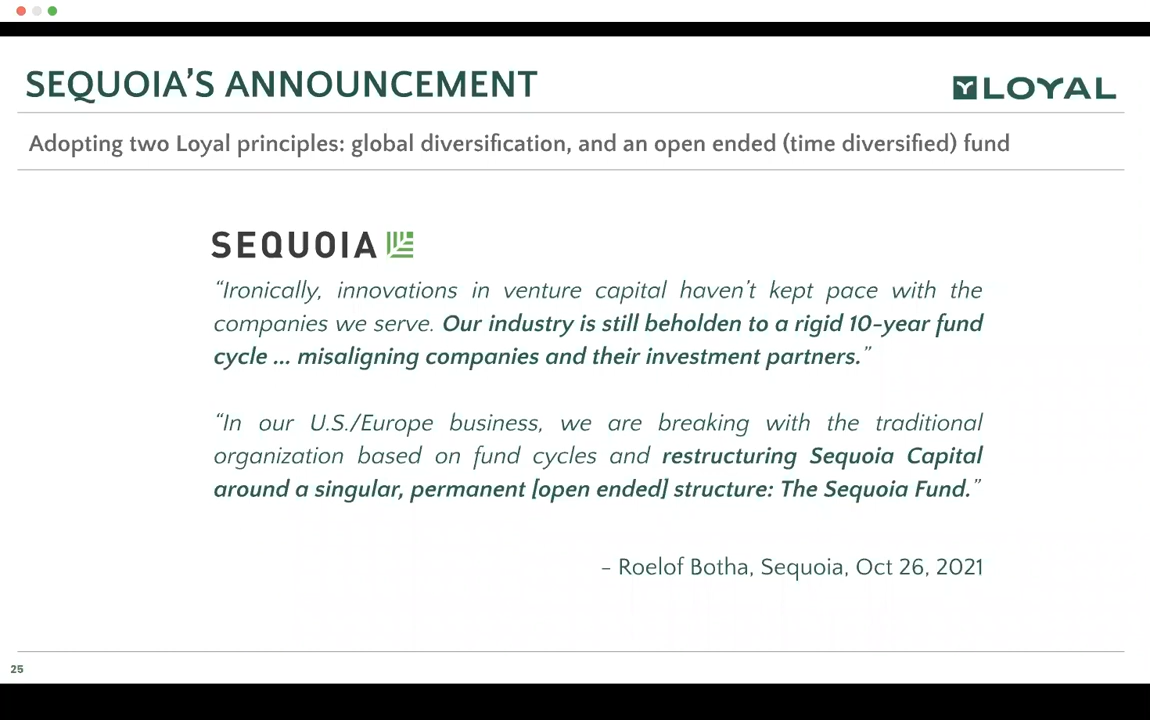 SEQUOIA'S ANNOUNCEMENT
LOYAL
Adopting two Loyal principles: global diversification, and an open ended (time diversified) fund
SEQUOIA
“Ironically, innovations in venture capital haven't kept pace with the
companies we serve. Our industry is still beholden to a rigid 10-year fund
cycle ... misaligning companies and their investment partners.”
“In our U.S./Europe business, we are breaking with the traditional
organization based on fund cycles and restructuring Sequoia Capital
around a singular, permanent [open ended] structure: The Sequoia Fund.”
– Roelof Botha, Sequoia, Oct 26, 2021
25